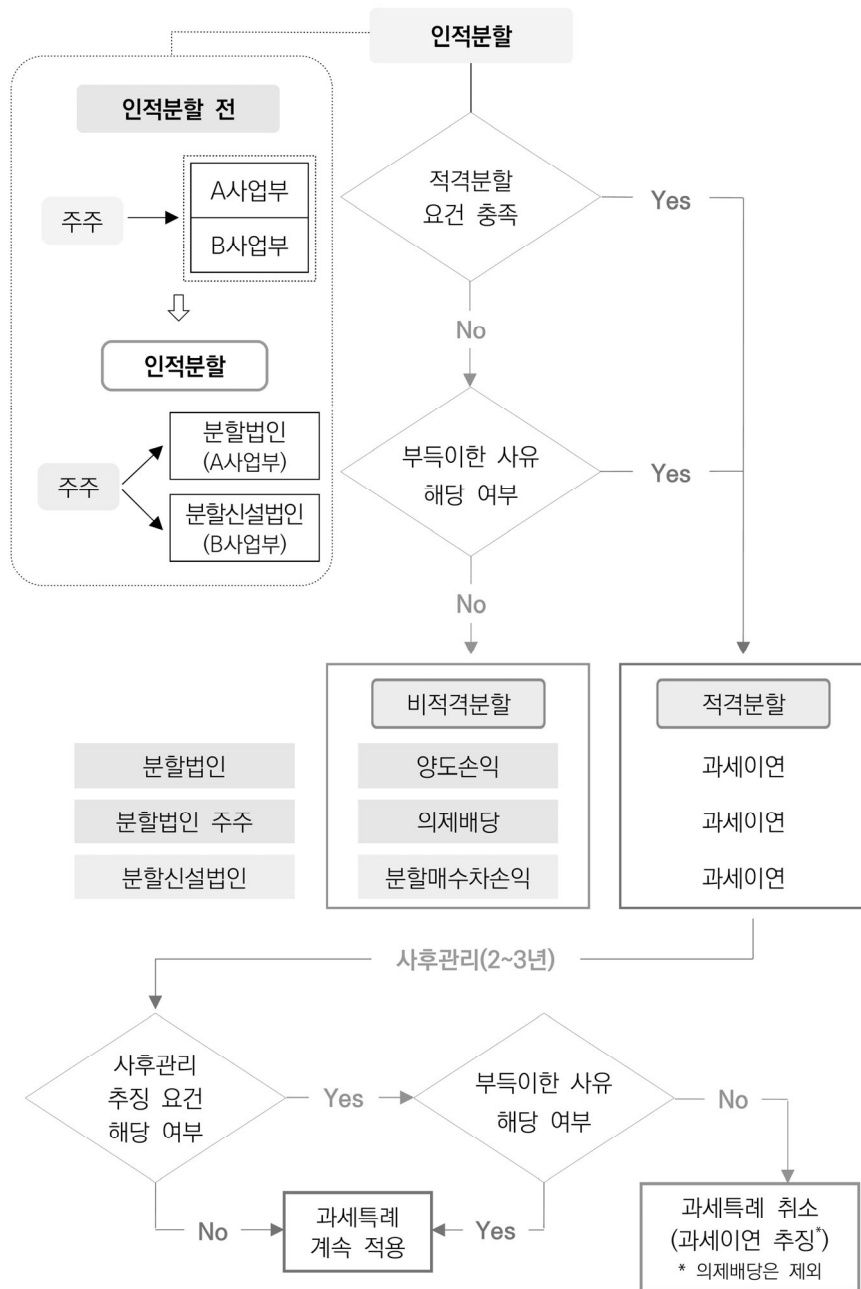 인적분할
인적분할 전
A사업부
주주
B사업부
인적분할
분할법인
(A사업부)
주주
분할신설법인
(B사업부)
적격분할
요건 충족
Yes
No
부득이한 사유
해당 여부
Yes
No
비적격분할
적격분할
분할법인
양도손익
과세이연
분할법인 주주
의제배당
과세이연
분할신설법인
분할매수차손익
과세이연
사후관리(2~3년)
사후관리
추징 요건
해당 여부
Yes
부득이한 사유
해당 여부
No
No
과세특례
계속 적용
Yes
과세특례 취소
(과세이연 추징*)
* 의제배당은 제외